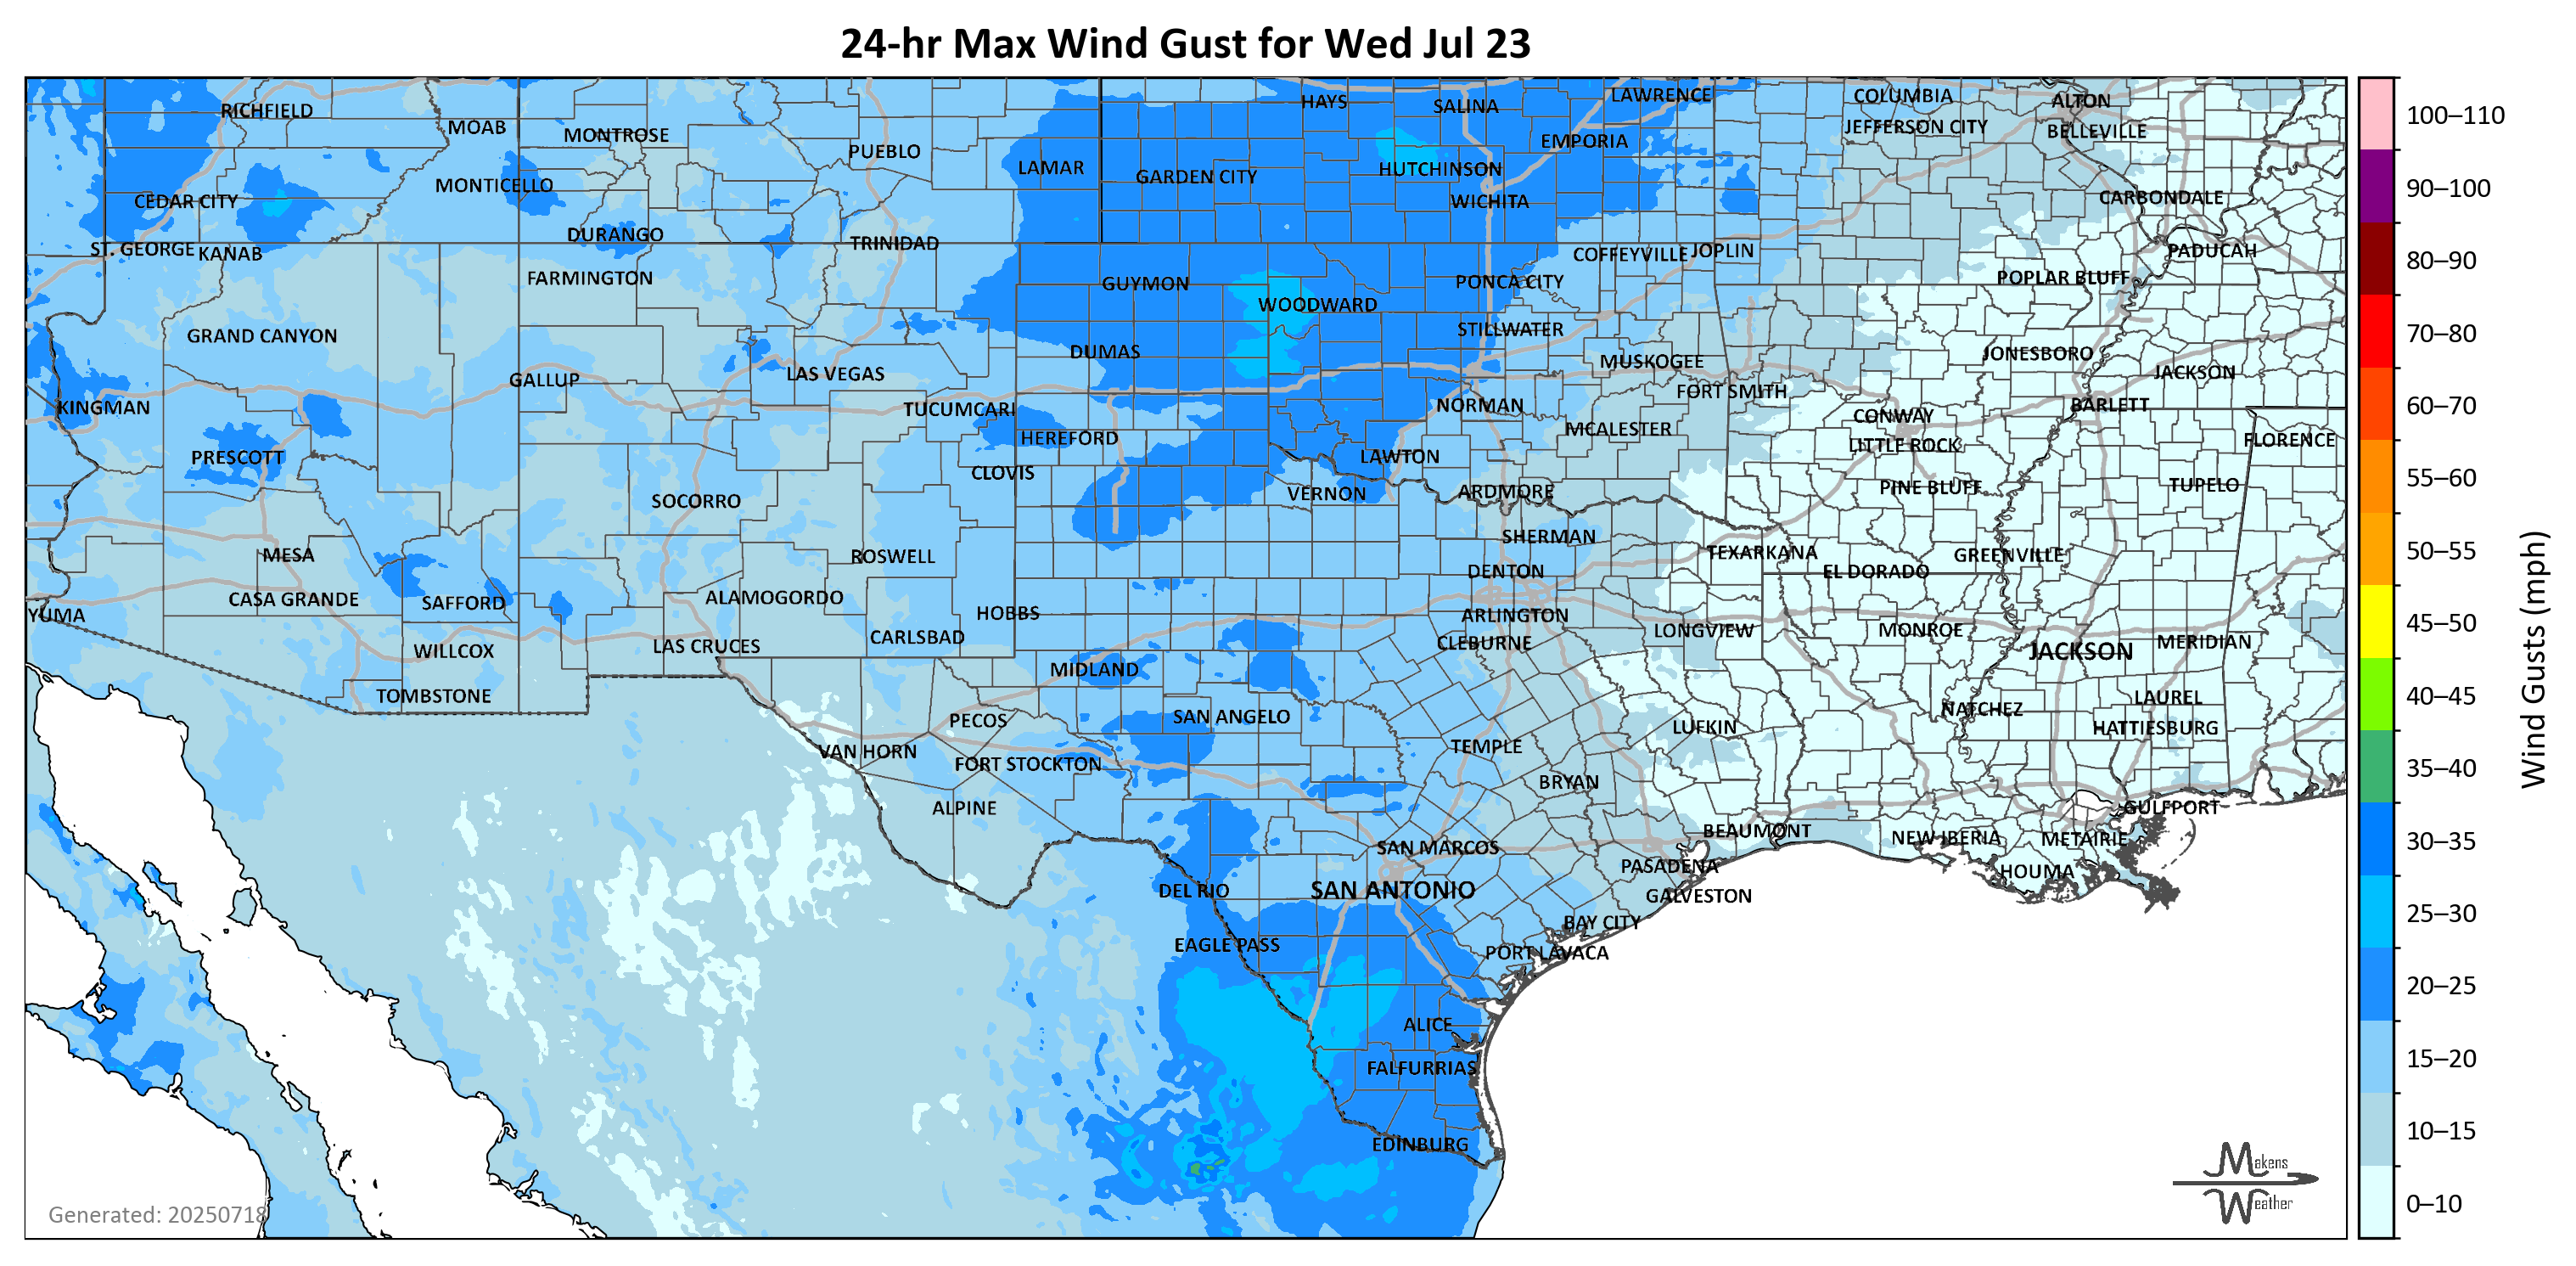 24-hr Max Wind Gust for Wed Jul 23
RICHFIELD
MOAB
MONTROSE
PUEBLO
LAMAR
HAYS
SALINA
LAWRENCE
COLUMBIA
ALTON
JEFFERSON CITY
BELLEVILLE
EMPORIA
GARDEN CITY
HUTCHINSON
MONTICELLO
CEDAR CITY
WICHITA
CARBONDALE
DURANGO
TRINIDAD
ST. GEORGE
KANAB
COFFEYVILLE
JOPLIN
PADUCAH
FARMINGTON
GUYMON
PONCA CITY
POPLAR BLUFF
WOODWARD
GRAND CANYON
STILLWATER
DUMAS
JONESBORO
MUSKOGEE
GALLUP
LAS VEGAS
JACKSON
FORT SMITH
KINGMAN
TUCUMCARI
NORMAN
BARLETT
CONWAY
MCALESTER
HEREFORD
FLORENCE
LITTLE ROCK
PRESCOTT
LAWTON
CLOVIS
TUPELO
PINE BLUFF
SOCORRO
VERNON
ARDMORE
SHERMAN
MESA
ROSWELL
TEXARKANA
GREENVILLE
DENTON
EL DORADO
CASA GRANDE
SAFFORD
ALAMOGORDO
HOBBS
YUMA
ARLINGTON
LONGVIEW
MONROE
CARLSBAD
CLEBURNE
MERIDIAN
WILLCOX
LAS CRUCES
JACKSON
MIDLAND
TOMBSTONE
LAUREL
NATCHEZ
PECOS
SAN ANGELO
LUFKIN
HATTIESBURG
VAN HORN
TEMPLE
FORT STOCKTON
BRYAN
ALPINE
GULFPORT
BEAUMONT
NEW IBERIA
METAIRIE
SAN MARCOS
PASADENA
HOUMA
DEL RIO
SAN ANTONIO
GALVESTON
BAY CITY
EAGLE PASS
PORT LAVACA
ALICE
FALFURRIAS
EDINBURG
Generated: 20250718
Makens
Weather
100–110
90–100
80–90
70–80
60–70
55–60
50–55
45–50
40–45
35–40
30–35
25–30
20–25
15–20
10–15
0–10
Wind Gusts (mph)